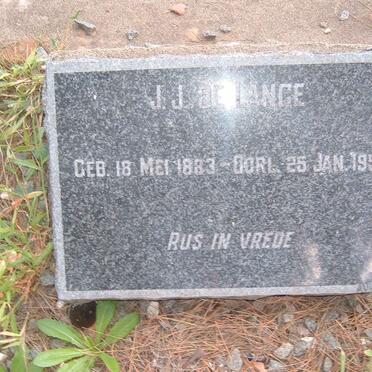 J.J. DE LANGE
GEB. 18 MEI 1883 - OORL. 25 JAN. 195
RUS IN VREDE